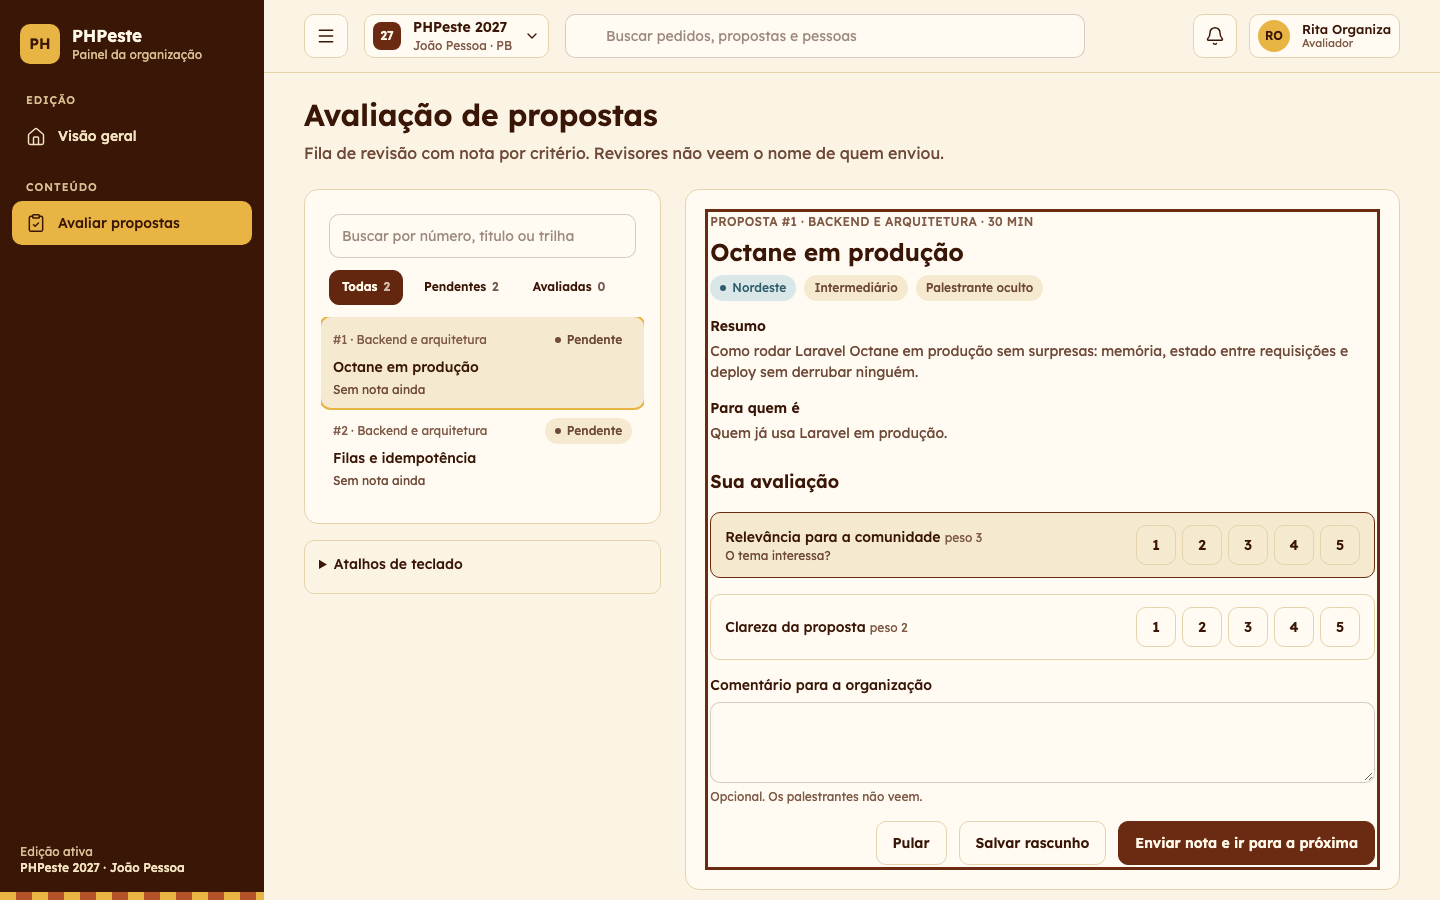 PH
PHPeste
Painel da organização
EDIÇÃO
Visão geral
CONTEÚDO
Avaliar propostas
Edição ativa
PHPeste 2027 · João Pessoa
27
PHPeste 2027
João Pessoa · PB
Buscar pedidos, propostas e pessoas
RO
Rita Organiza
Avaliador
Avaliação de propostas
Fila de revisão com nota por critério. Revisores não veem o nome de quem enviou.
Buscar por número, título ou trilha
Todas 2
Pendentes 2
Avaliadas 0
#1 · Backend e arquitetura
Pendente
Octane em produção
Sem nota ainda
#2 · Backend e arquitetura
Pendente
Filas e idempotência
Sem nota ainda
Atalhos de teclado
PROPOSTA #1 · BACKEND E ARQUITETURA · 30 MIN
Octane em produção
Nordeste
Intermediário
Palestrante oculto
Resumo
Como rodar Laravel Octane em produção sem surpresas: memória, estado entre requisições e
deploy sem derrubar ninguém.
Para quem é
Quem já usa Laravel em produção.
Sua avaliação
Relevância para a comunidade peso 3
O tema interessa?
1 2 3 4 5
Clareza da proposta peso 2
1 2 3 4 5
Comentário para a organização
Opcional. Os palestrantes não veem.
Pular
Salvar rascunho
Enviar nota e ir para a próxima